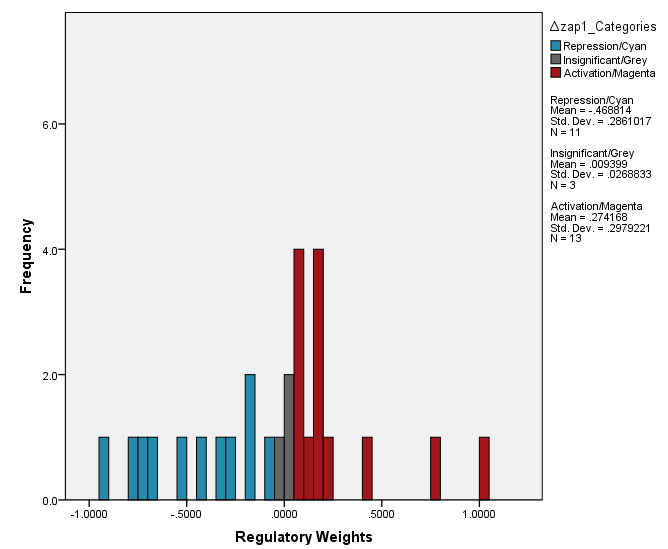 Δzap1_Categories
Repression/Cyan
Insignificant/Grey
Activation/Magenta
Repression/Cyan
Mean = -.468814
Std. Dev. = .2861017
N = 11
Insignificant/Grey
Mean = .009399
Std. Dev. = .0268833
N = 3
Activation/Magenta
Mean = .274168
Std. Dev. = .2979221
N = 13
Frequency
6.0
4.0
2.0
0.0
-1.0000 -.5000 .0000 .5000 1.0000
Regulatory Weights